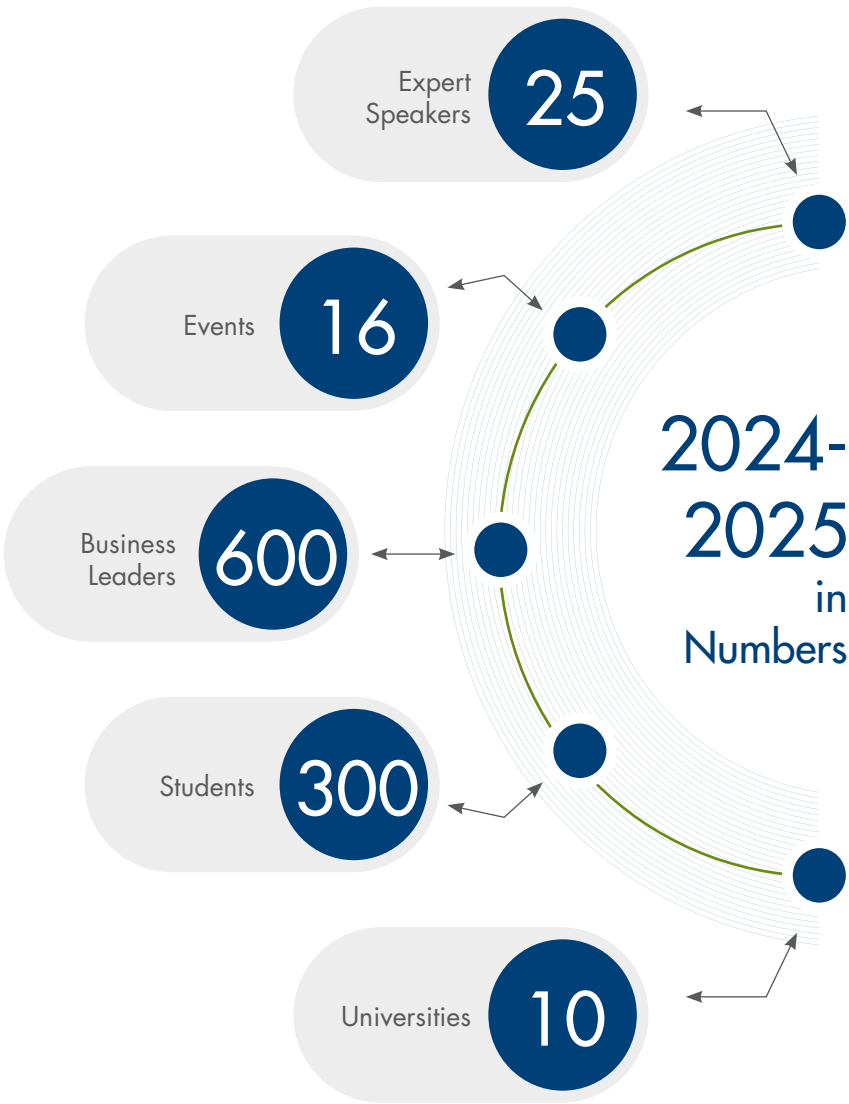 Expert
Speakers
25
Events
16
2024-
2025
in
Numbers
Business
Leaders
600
Students
300
Universities
10